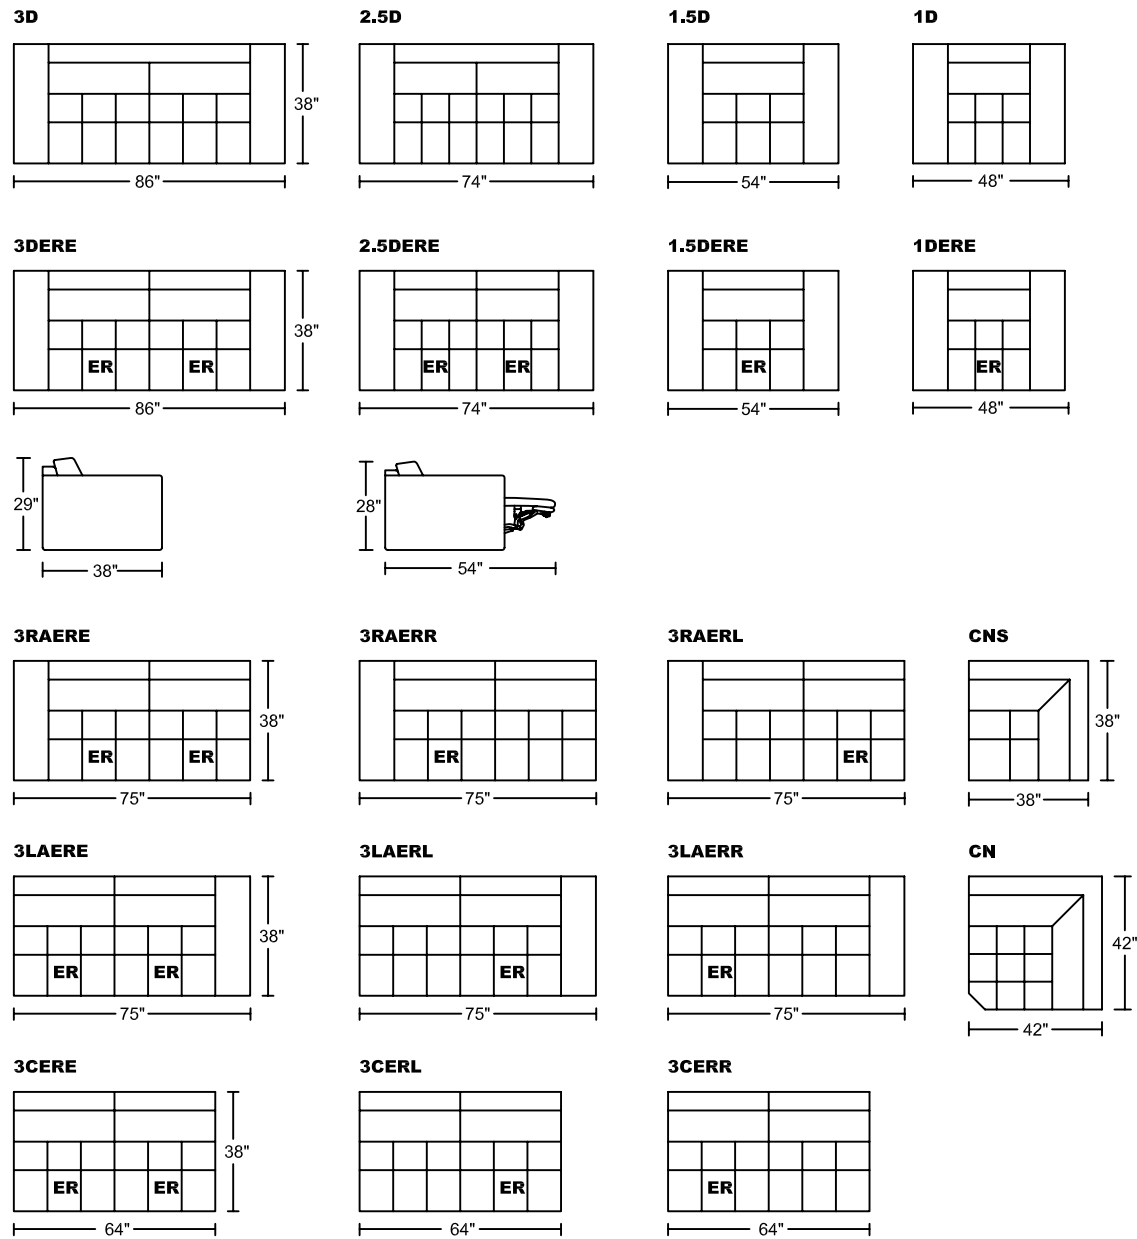 3D 2.5D 1.5D 1D
38"
86" 74" 54" 48"
3DERE 2.5DERE 1.5DERE 1DERE
38"
ER ER ER ER ER ER
86" 74" 54" 48"
29" 28"
38" 54"
3RAERE 3RAERR 3RAERL CNS
38" 38"
ER ER ER ER
75" 75" 75" 38"
3LAERE 3LAERL 3LAERR CN
38" 42"
ER ER ER ER
75" 75" 75" 42"
3CERE 3CERL 3CERR
38"
ER ER ER ER
64" 64" 64"